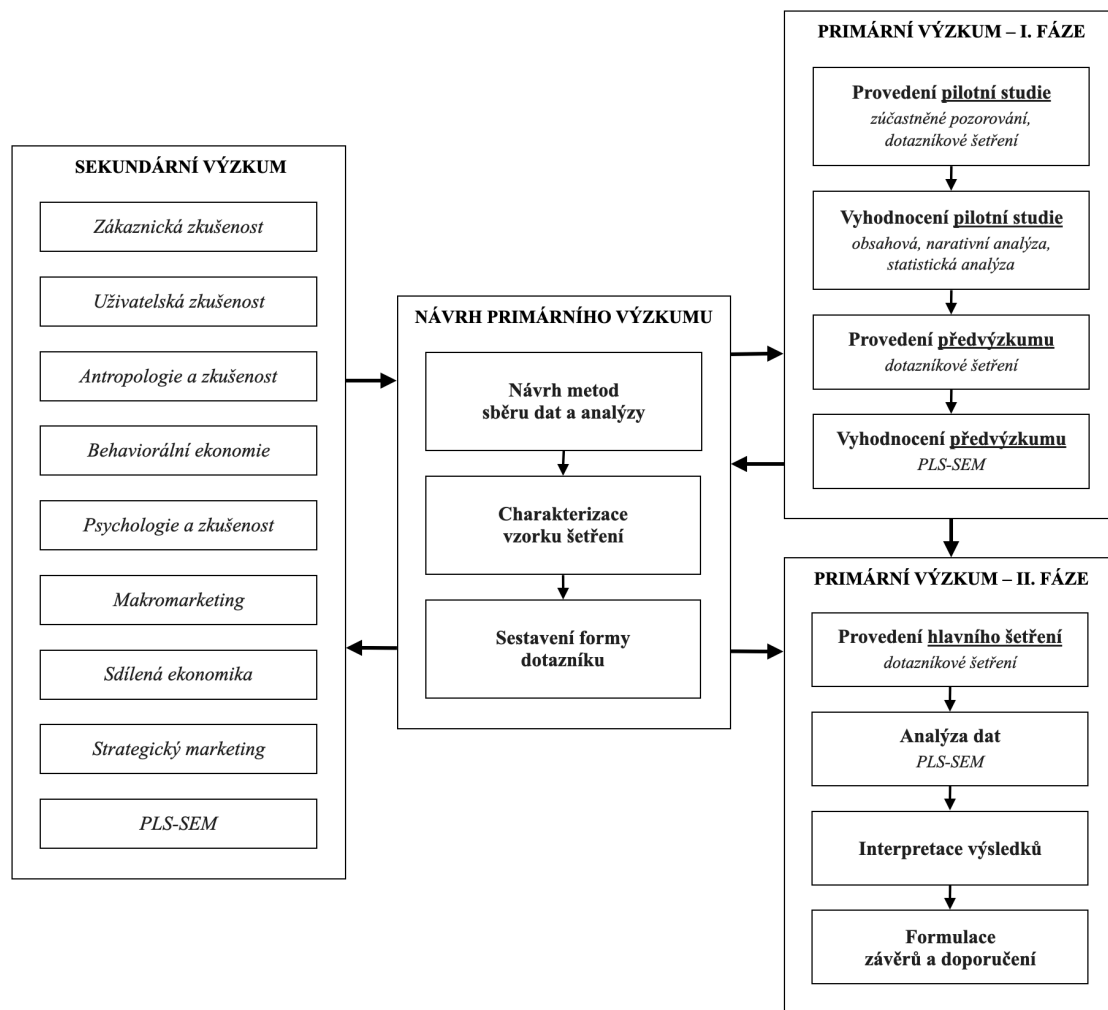 SEKUNDÁRNÍ VÝZKUM
Zákaznická zkušenost
Uživatelská zkušenost
Antropologie a zkušenost
Behaviorální ekonomie
Psychologie a zkušenost
Makromarketing
Sdílená ekonomika
Strategický marketing
PLS-SEM
NÁVRH PRIMÁRNÍHO VÝZKUMU
Návrh metod
sběru dat a analýzy
Charakterizace
vzorku šetření
Sestavení formy
dotazníku
PRIMÁRNÍ VÝZKUM – I. FÁZE
Provedení pilotní studie
zúčastněné pozorování,
dotazníkové šetření
Vyhodnocení pilotní studie
obsahová, narativní analýza,
statistická analýza
Provedení předvýzkumu
dotazníkové šetření
Vyhodnocení předvýzkumu
PLS-SEM
PRIMÁRNÍ VÝZKUM – II. FÁZE
Provedení hlavního šetření
dotazníkové šetření
Analýza dat
PLS-SEM
Interpretace výsledků
Formulace
závěrů a doporučení